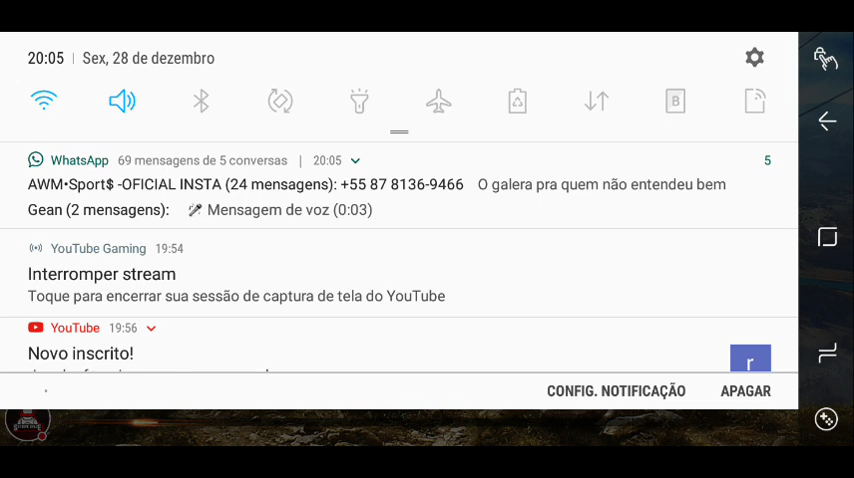 20:05 | Sex, 28 de dezembro
B
WhatsApp 69 mensagens de 5 conversas | 20:05 5
AWM•Sport$ -OFICIAL INSTA (24 mensagens): +55 87 8136-9466 O galera pra quem não entendeu bem
Gean (2 mensagens): Mensagem de voz (0:03)
YouTube Gaming 19:54
Interromper stream
Toque para encerrar sua sessão de captura de tela do YouTube
YouTube 19:56
Novo inscrito!
r
CONFIG. NOTIFICAÇÃO APAGAR